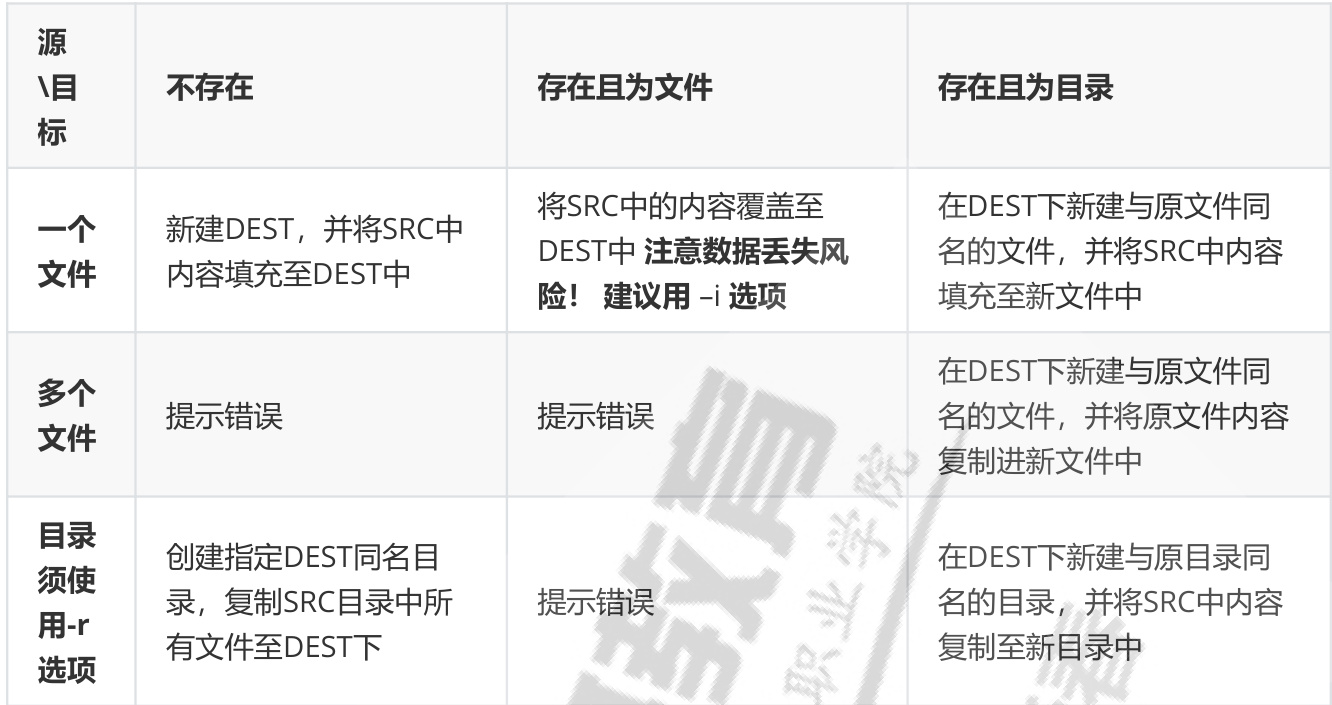 源
\目
标
不存在
存在且为文件
存在且为目录
一个
文件
新建DEST，并将SRC中
内容填充至DEST中
将SRC中的内容覆盖至
DEST中 注意数据丢失风
险！ 建议用 –i 选项
在DEST下新建与原文件同
名的文件，并将SRC中内容
填充至新文件中
多个
文件
提示错误
提示错误
在DEST下新建与原文件同
名的文件，并将原文件内容
复制进新文件中
目录
须使
用-r
选项
创建指定DEST同名目
录，复制SRC目录中所
有文件至DEST下
提示错误
在DEST下新建与原目录同
名的目录，并将SRC中内容
复制至新目录中
教育
职业学院